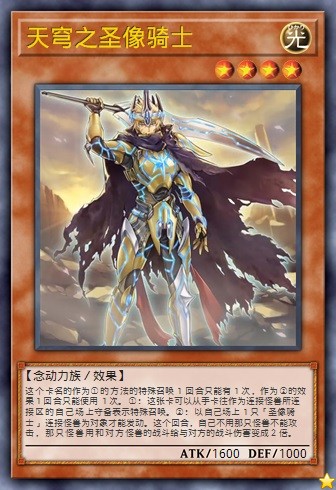 天穹之圣像骑士
光
【念动力族/效果】
这个卡名的作为①的方法的特殊召唤1回合只能有1次，作为②的效
果1回合只能使用1次。①：这张卡可以从手卡往作为连接怪兽所连
接区的自己场上守备表示特殊召唤。②：以自己场上1只「圣像骑
士」连接怪兽为对象才能发动。这个回合，自己不用那只怪兽不能攻
击，那只怪兽用和对方怪兽的战斗给与对方的战斗伤害变成2倍。
ATK/1600 DEF/1000